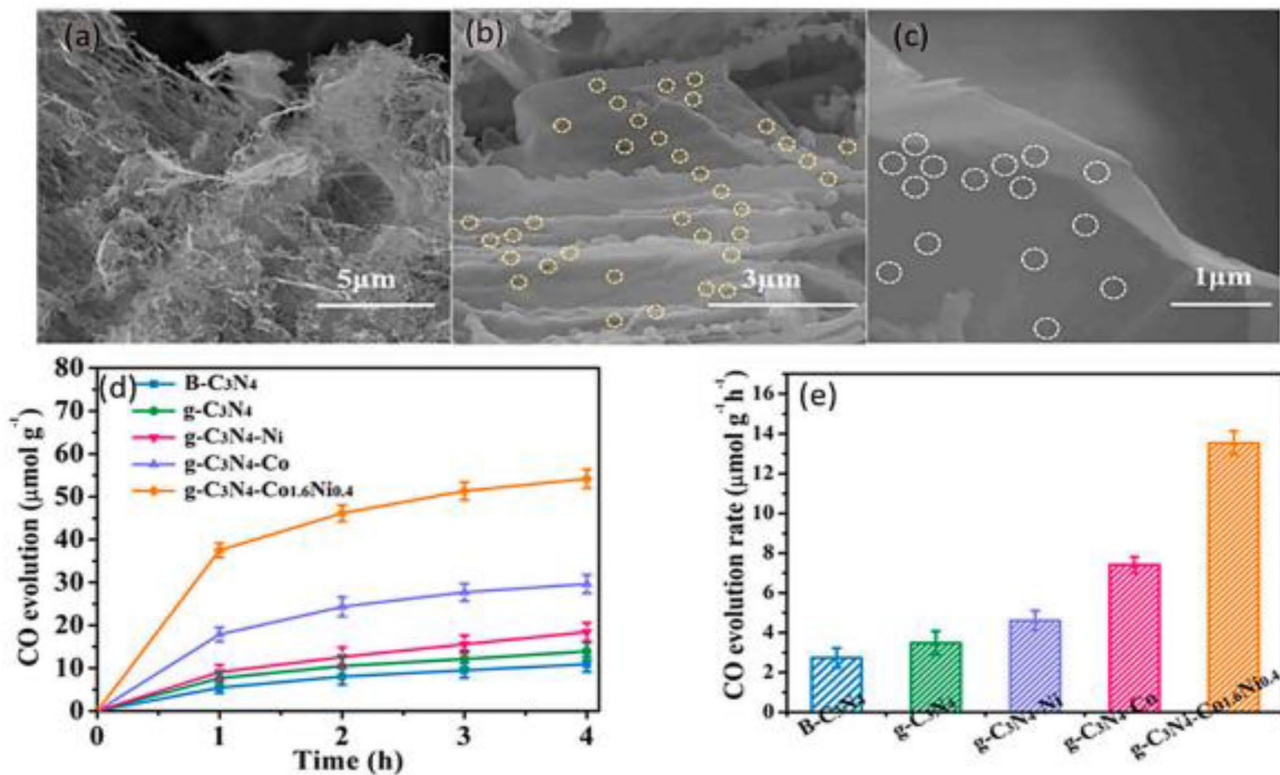 (a)
(b)
(c)
5μm
3μm
1μm
(d)
B-C₃N₄
g-C₃N₄
g-C₃N₄-Ni
g-C₃N₄-Co
g-C₃N₄-Co₁.₆Ni₀.₄
CO evolution (μmol g⁻¹)
80
70
60
50
40
30
20
10
0
0 1 2 3 4
Time (h)
(e)
CO evolution rate (μmol g⁻¹h⁻¹)
16
14
12
10
8
6
4
2
0
B-C₃N₄
g-C₃N₄
g-C₃N₄-Ni
g-C₃N₄-Co
g-C₃N₄-Co₁.₆Ni₀.₄